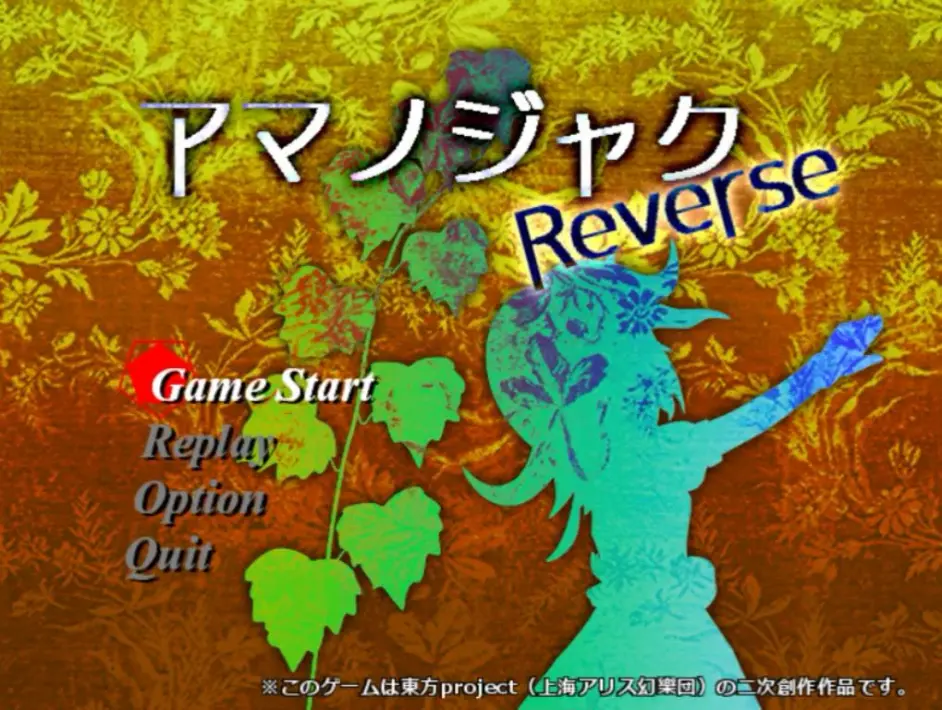 アマノジャク
Reverse
Game Start
Replay
Option
Quit
※このゲームは東方project（上海アリス幻樂団）の二次創作作品です。